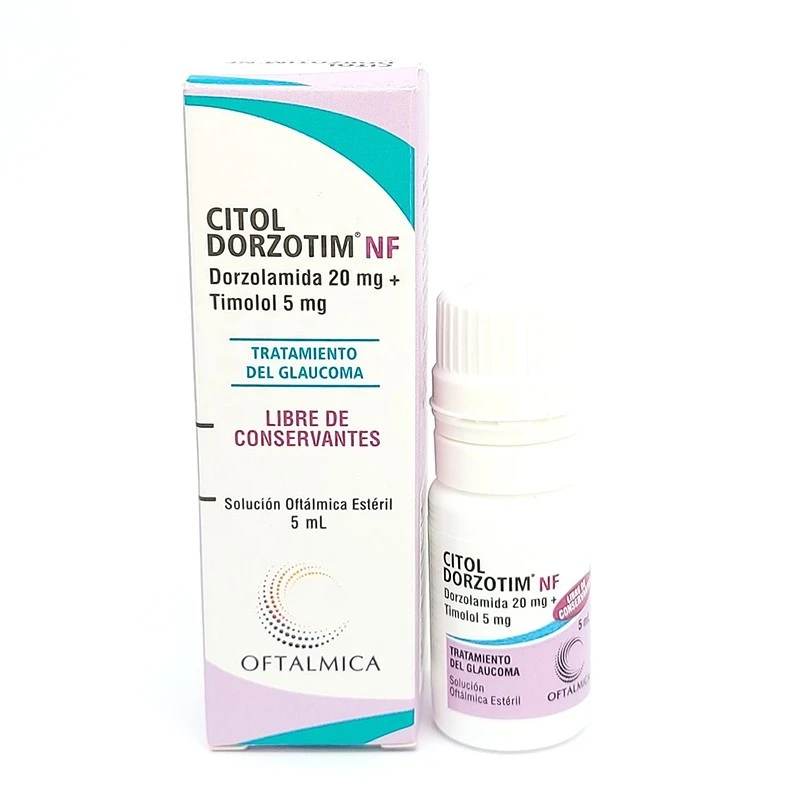 CITOL
DORZOTIM® NF
Dorzolamida 20 mg +
Timolol 5 mg
TRATAMIENTO
DEL GLAUCOMA
LIBRE DE
CONSERVANTES
Solución Oftálmica Estéril
5 mL
OFTALMICA
CITOL
DORZOTIM® NF
Dorzolamida 20 mg +
Timolol 5 mg
LIBRE DE
5 mL
TRATAMIENTO
DEL GLAUCOMA
Solución
Oftálmica Estéril
OFTALMICA